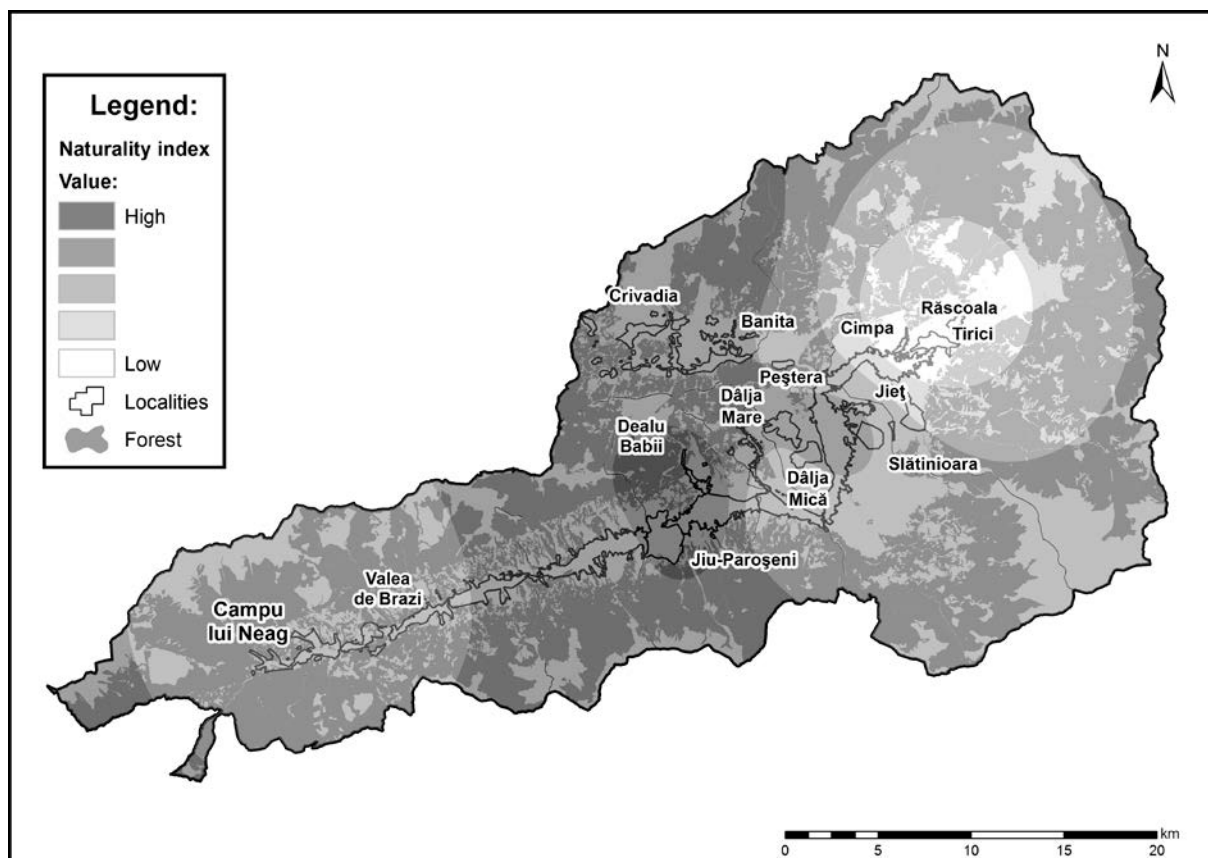 N
Legend:
Naturality index
Value:
High
Low
Localities
Forest
Crivadia
Banita
Cimpa
Răscoala
Tirici
Peştera
Jieţ
Dâlja
Mare
Dealu
Babii
Slătinioara
Dâlja
Mică
Jiu-Paroşeni
Valea
de Brazi
Campu
lui Neag
km
0 5 10 15 20